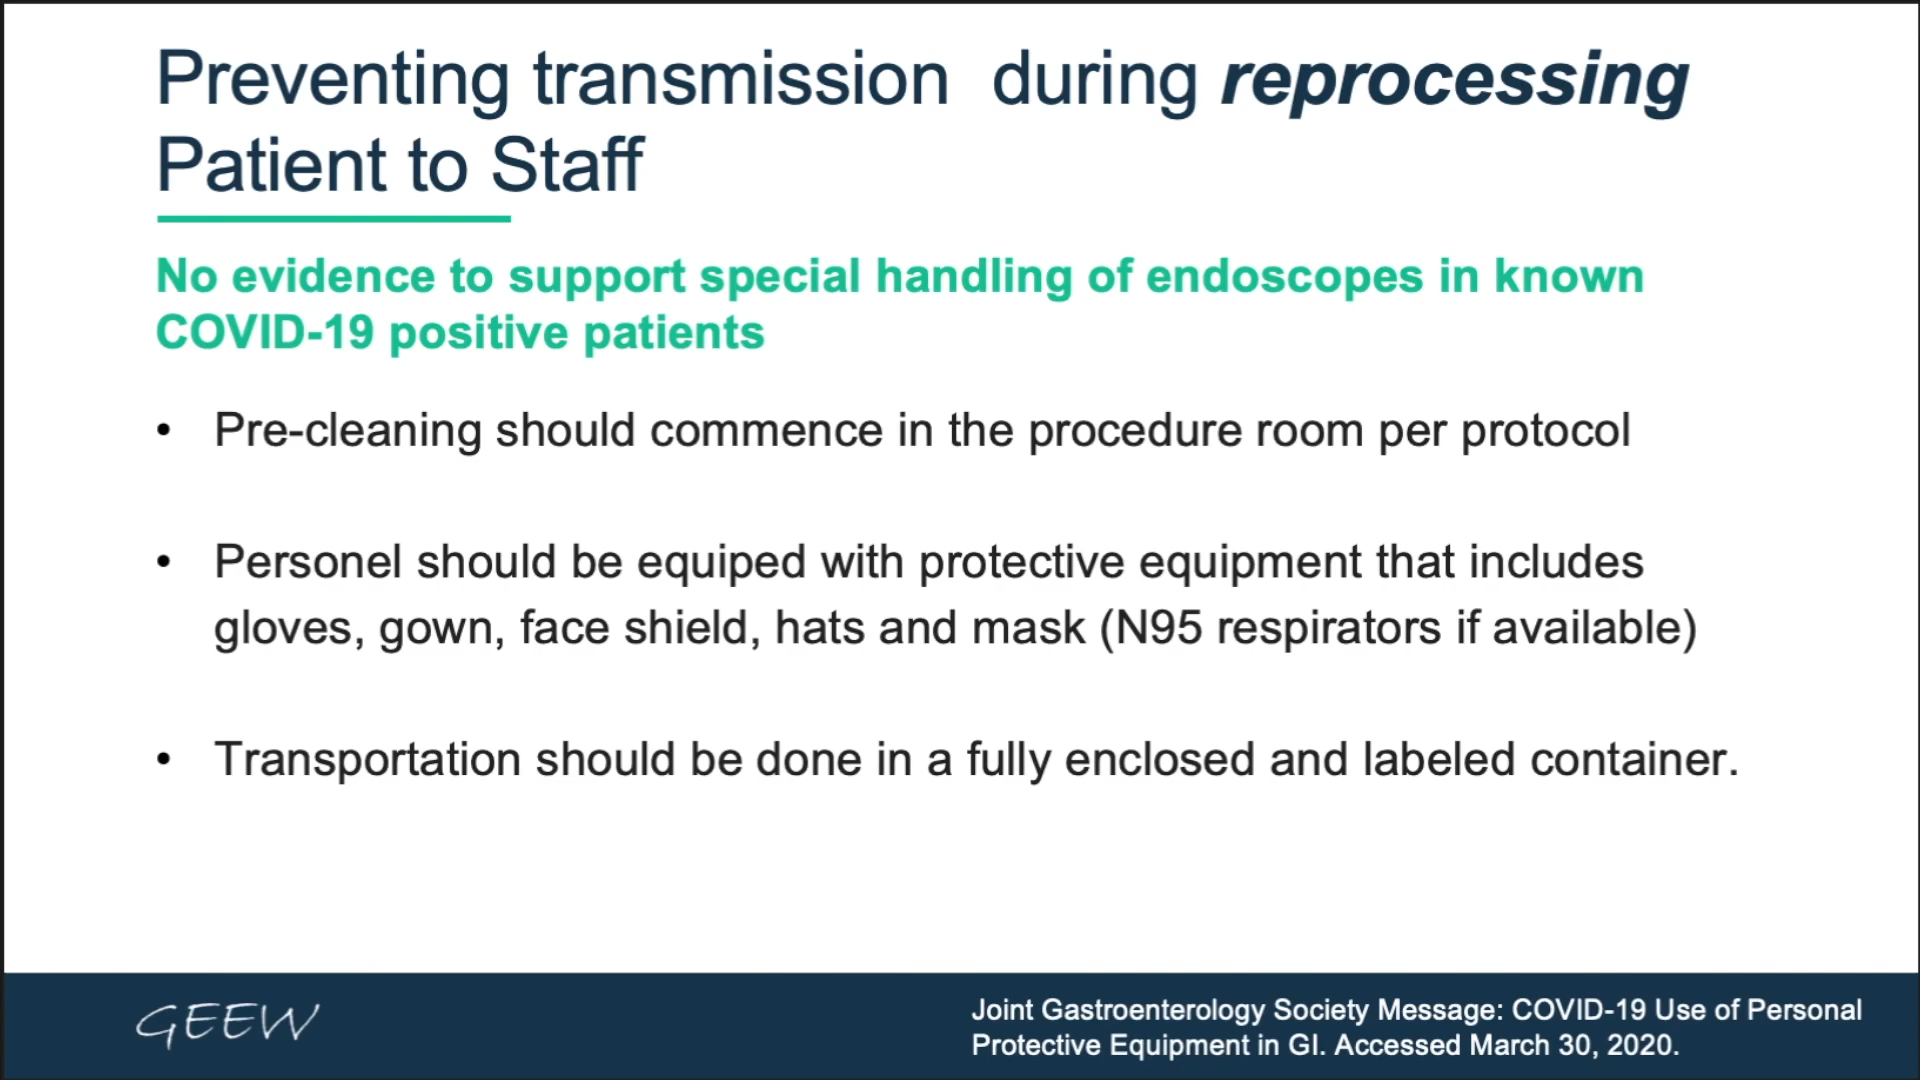 Preventing transmission  during reprocessing
Patient to Staff
No evidence to support special handling of endoscopes in known
COVID-19 positive patients
• Pre-cleaning should commence in the procedure room per protocol
• Personel should be equiped with protective equipment that includes
gloves, gown, face shield, hats and mask (N95 respirators if available)
• Transportation should be done in a fully enclosed and labeled container.
GEEW
Joint Gastroenterology Society Message: COVID-19 Use of Personal
Protective Equipment in GI. Accessed March 30, 2020.